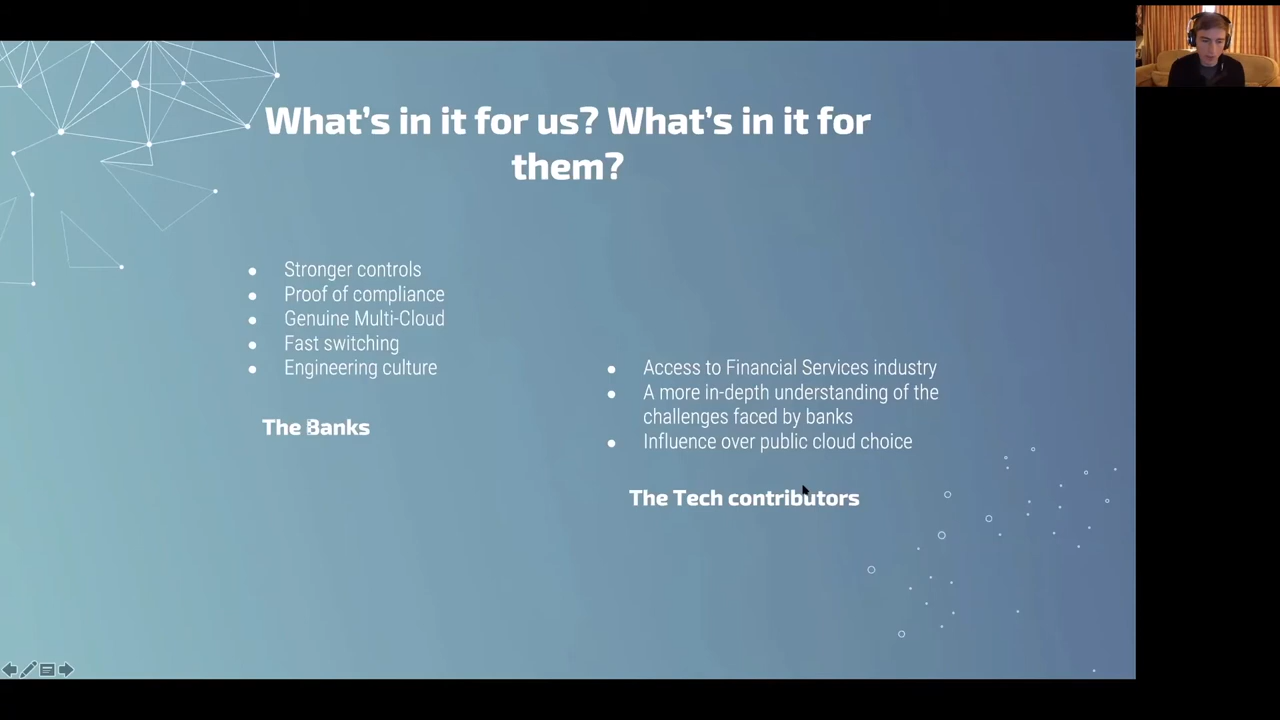 What's in it for us? What's in it for
them?
Stronger controls
Proof of compliance
Genuine Multi-Cloud
Fast switching
Engineering culture
The Banks
Access to Financial Services industry
A more in-depth understanding of the
challenges faced by banks
Influence over public cloud choice
The Tech contributors